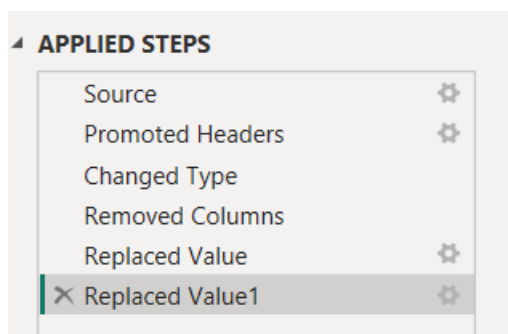 APPLIED STEPS
Source
Promoted Headers
Changed Type
Removed Columns
Replaced Value
Replaced Value1